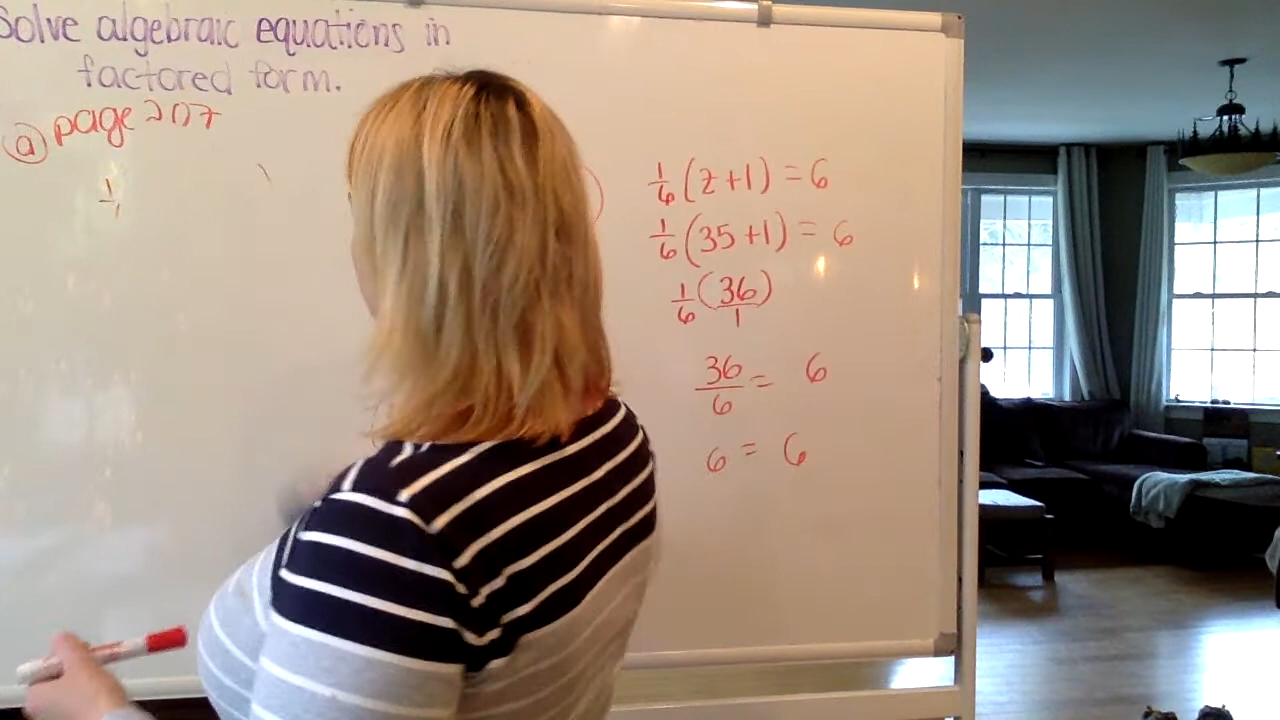 Solve algebraic equations in
factored form.
a page 207
1/6(z+1)=6
1/6(35+1)=6
1/6(36/1)
36/6= 6
6 = 6